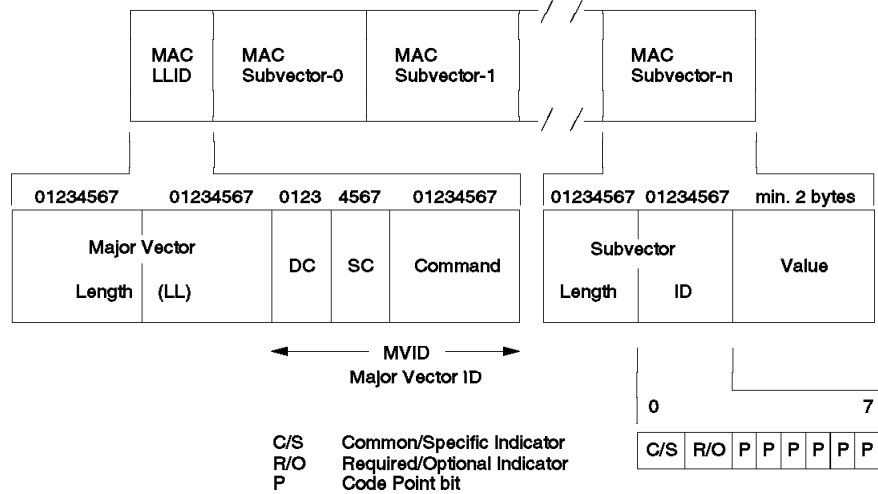 MAC MAC MAC MAC
LLID Subvector-0 Subvector-1 Subvector-n
01234567 01234567 0123 4567 01234567 01234567 01234567 min. 2 bytes
Major Vector Subvector
DC SC Command Value
Length (LL) Length ID
MVID
Major Vector ID
0 7
C/S Common/Specific Indicator
R/O Required/Optional Indicator
P Code Point bit
C/S R/O P P P P P P